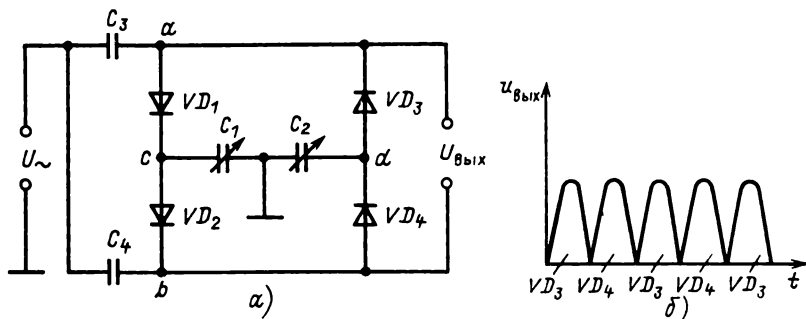 C₃
a
VD₁
VD₃
C₁
C₂
U~
c
d
Uвых
VD₂
VD₄
C₄
b
а)
uвых
VD₃ VD₄ VD₃ VD₄ VD₃
t
б)